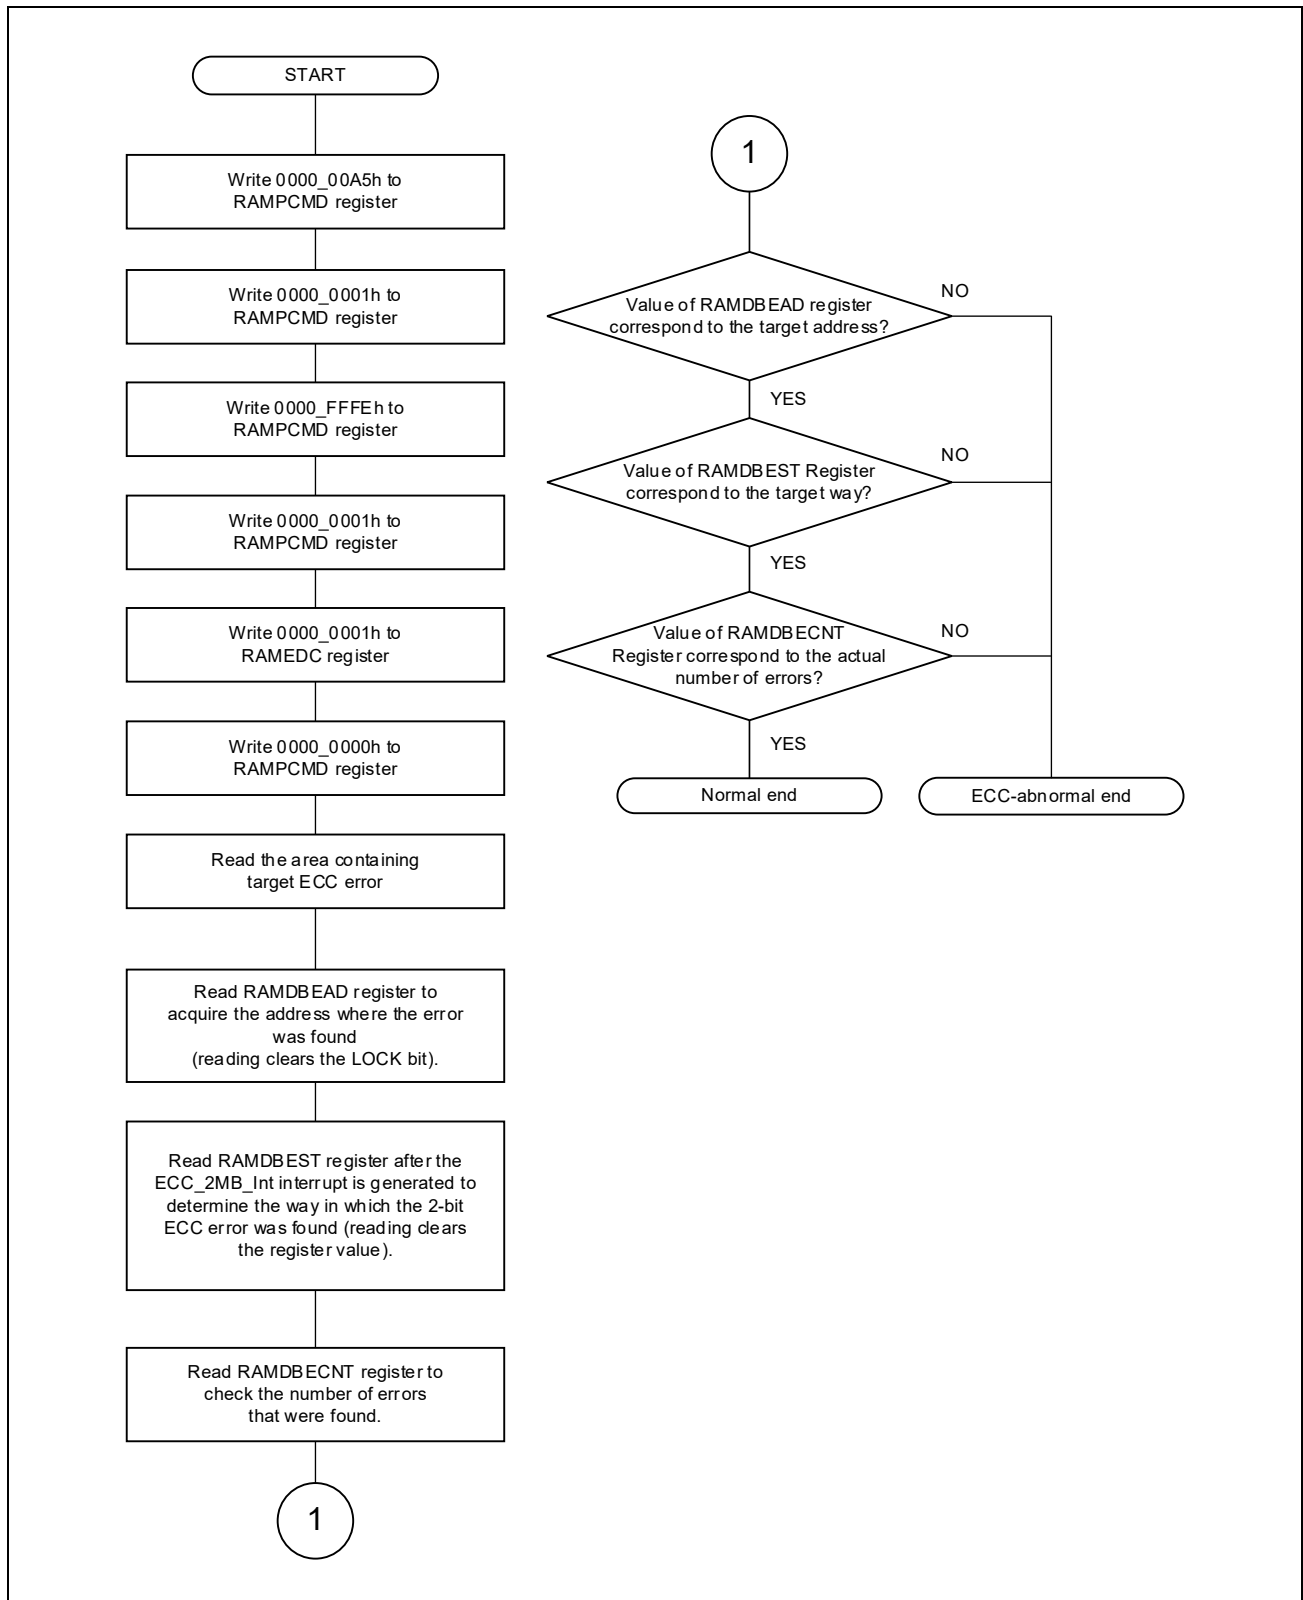 START
Write 0000_00A5h to
RAMPCMD register
Write 0000_0001h to
RAMPCMD register
Write 0000_FFFEh to
RAMPCMD register
Write 0000_0001h to
RAMPCMD register
Write 0000_0001h to
RAMEDC register
Write 0000_0000h to
RAMPCMD register
Read the area containing
target ECC error
Read RAMDBEAD register to
acquire the address where the error
was found
(reading clears the LOCK bit).
Read RAMDBEST register after the
ECC_2MB_Int interrupt is generated to
determine the way in which the 2-bit
ECC error was found (reading clears
the register value).
Read RAMDBECNT register to
check the number of errors
that were found.
1
1
Value of RAMDBEAD register
correspond to the target address?
NO
YES
Value of RAMDBEST Register
correspond to the target way?
NO
YES
Value of RAMDBECNT
Register correspond to the actual
number of errors?
NO
YES
Normal end
ECC-abnormal end